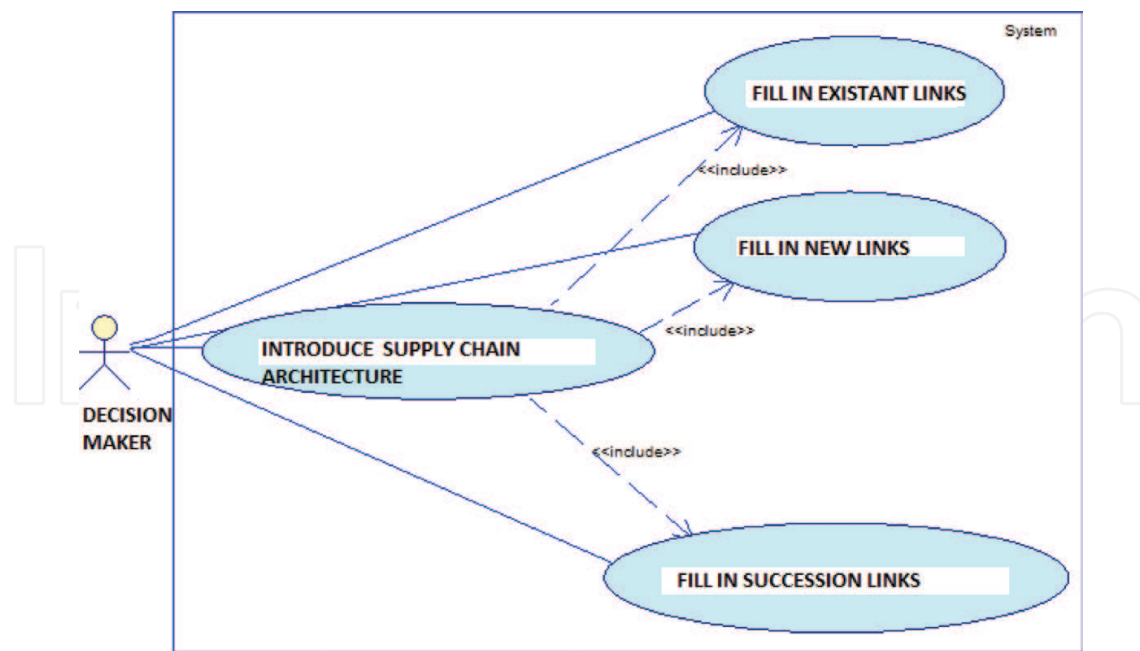 System
FILL IN EXISTANT LINKS
<<include>>
FILL IN NEW LINKS
<<include>>
INTRODUCE SUPPLY CHAIN
ARCHITECTURE
DECISION
MAKER
<<include>>
FILL IN SUCCESSION LINKS